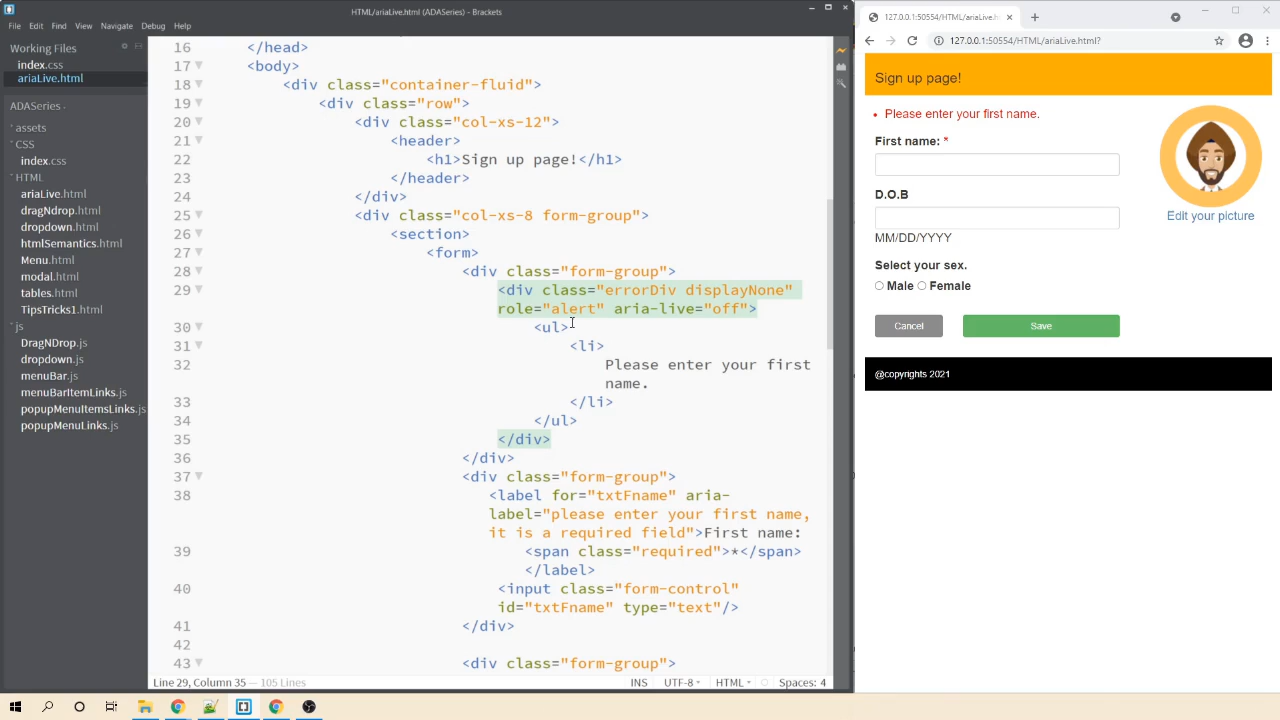 HTML/ariaLive.html (ADASeries) - Brackets
File Edit Find View Navigate Debug Help
Working Files
index.css
ariaLive.html
ADASeries
assets
CSS
index.css
HTML
ariaLive.html
dragNdrop.html
dropdown.html
htmlSemantics.html
Menu.html
modal.html
tables.html
TipsTricks1.html
js
DragNDrop.js
dropdown.js
menuBar.js
menuBarItemLinks.js
popupMenuItemsLinks.js
popupMenuLinks.js
16 </head>
17 <body>
18 <div class="container-fluid">
19 <div class="row">
20 <div class="col-xs-12">
21 <header>
22 <h1>Sign up page!</h1>
23 </header>
24 </div>
25 <div class="col-xs-8 form-group">
26 <section>
27 <form>
28 <div class="form-group">
29 <div class="errorDiv displayNone"
role="alert" aria-live="off">
30 <ul>
31 <li>
32 Please enter your first
name.
33 </li>
34 </ul>
35 </div>
36 </div>
37 <div class="form-group">
38 <label for="txtFname" aria-
label="please enter your first name,
it is a required field">First name:
39 <span class="required">*</span>
</label>
40 <input class="form-control"
id="txtFname" type="text"/>
41 </div>
42
43 <div class="form-group">
Line 29, Column 35 — 105 Lines
INS UTF-8 HTML Spaces: 4
127.0.0.1:50554/HTML/ariaLive.h
127.0.0.1:50554/HTML/ariaLive.html?
Sign up page!
Please enter your first name.
First name: *
D.O.B
MM/DD/YYYY
Select your sex.
Male Female
Cancel Save
Edit your picture
@copyrights 2021